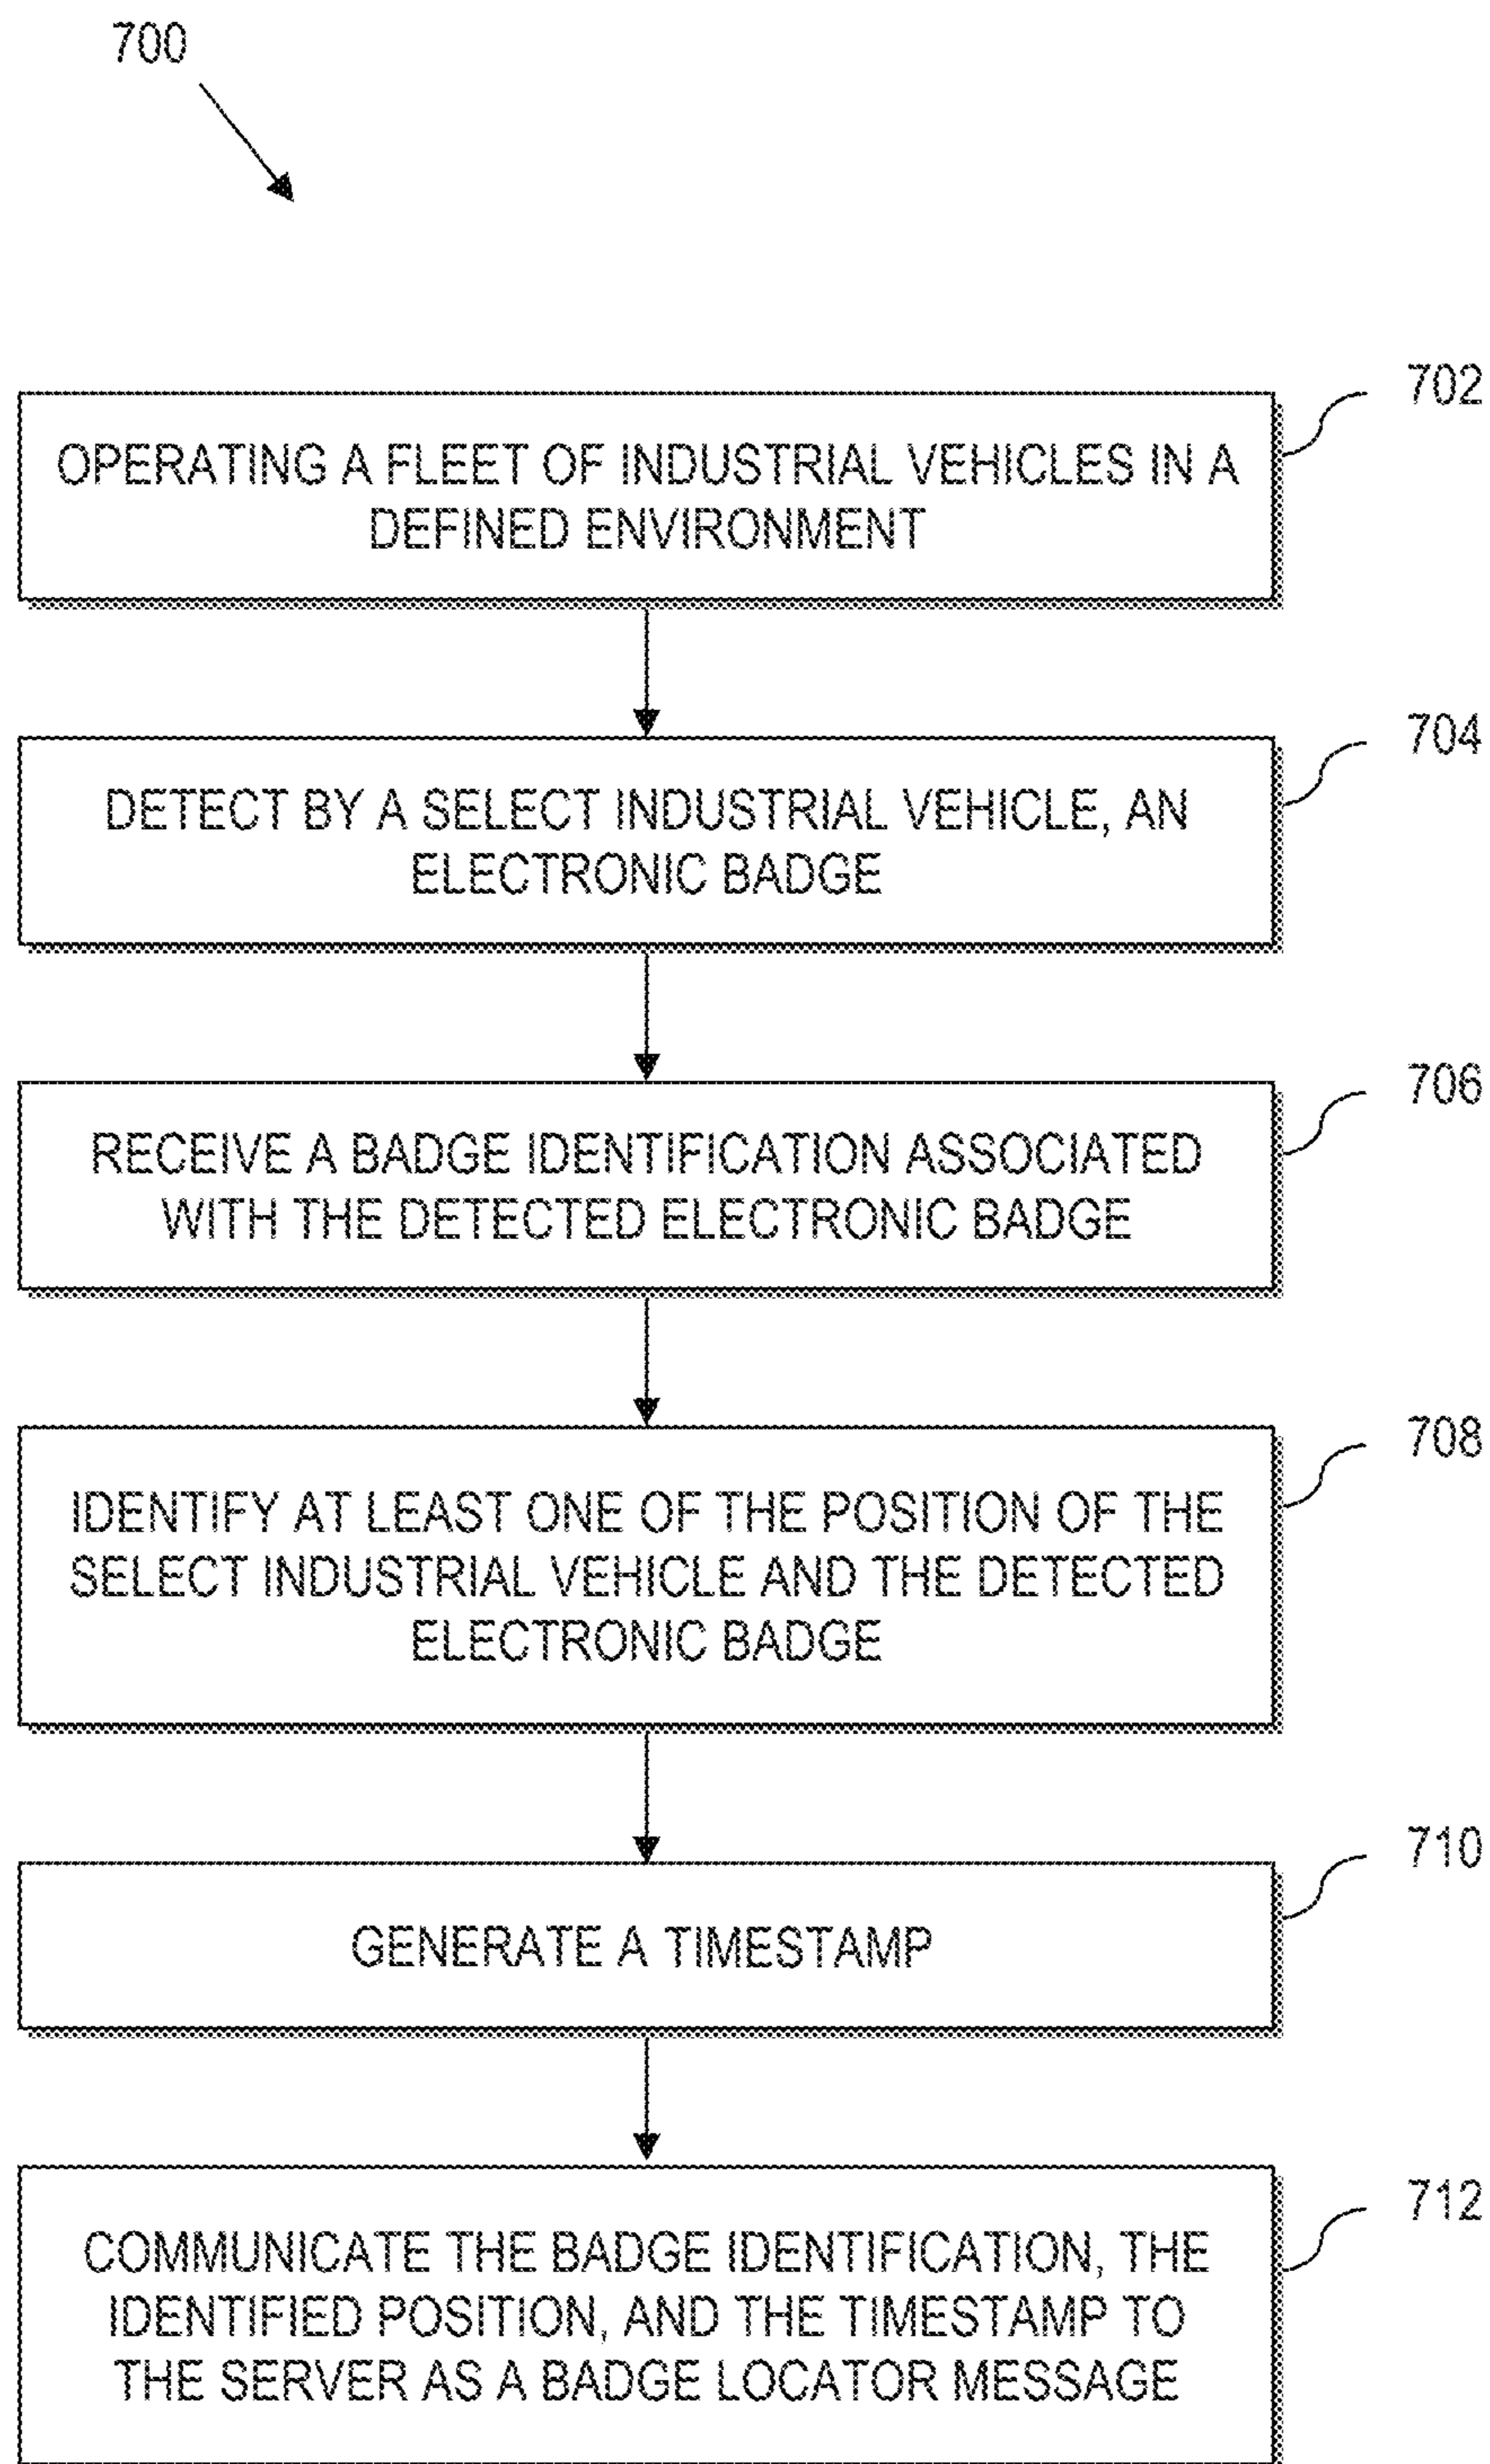 700
702
OPERATING A FLEET OF INDUSTRIAL VEHICLES IN A
DEFINED ENVIRONMENT
704
DETECT BY A SELECT INDUSTRIAL VEHICLE, AN
ELECTRONIC BADGE
706
RECEIVE A BADGE IDENTIFICATION ASSOCIATED
WITH THE DETECTED ELECTRONIC BADGE
708
IDENTIFY AT LEAST ONE OF THE POSITION OF THE
SELECT INDUSTRIAL VEHICLE AND THE DETECTED
ELECTRONIC BADGE
710
GENERATE A TIMESTAMP
712
COMMUNICATE THE BADGE IDENTIFICATION, THE
IDENTIFIED POSITION, AND THE TIMESTAMP TO
THE SERVER AS A BADGE LOCATOR MESSAGE